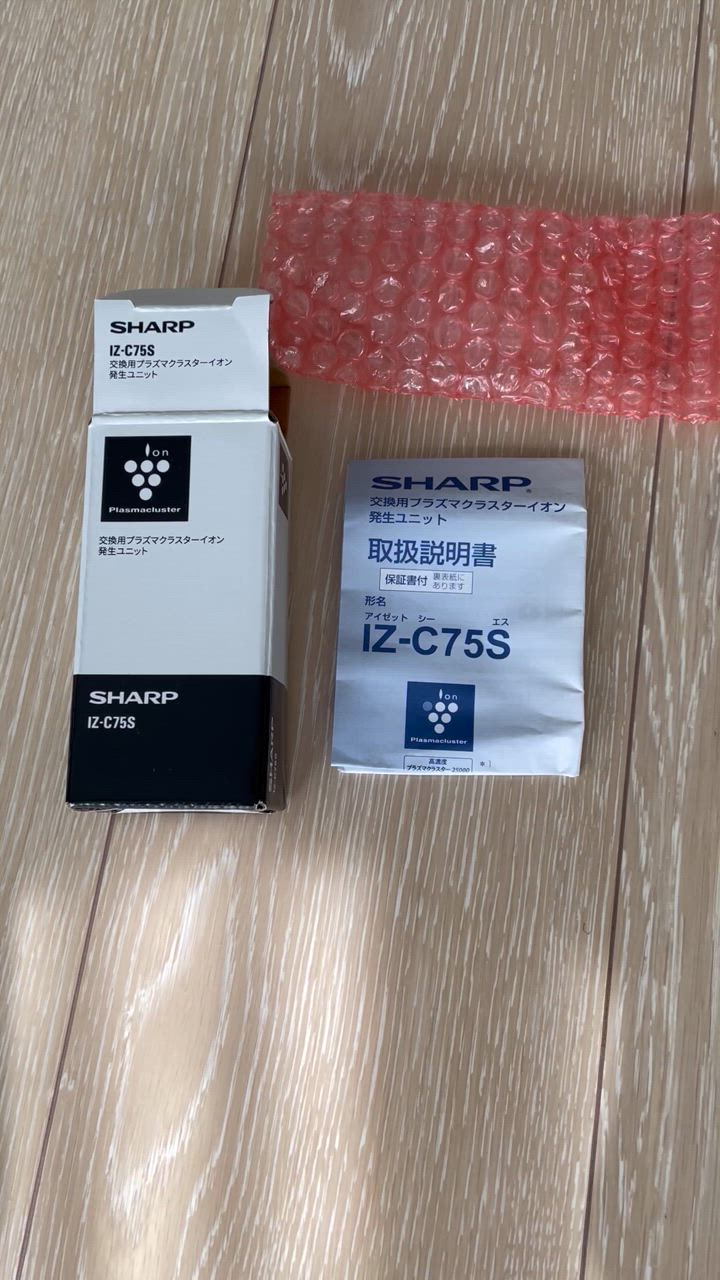 SHARP
IZ-C75S
交換用プラズマクラスターイオン
発生ユニット
Ion
Plasmacluster
交換用プラズマクラスターイオン
発生ユニット
SHARP
IZ-C75S
SHARP
SHARP®
交換用プラズマクラスターイオン
発生ユニット
取扱説明書
保証書付 裏表紙に
あります
形名
アイゼット シー エス
IZ-C75S
Ion
Plasmacluster
高濃度
プラズマクラスター25000 *